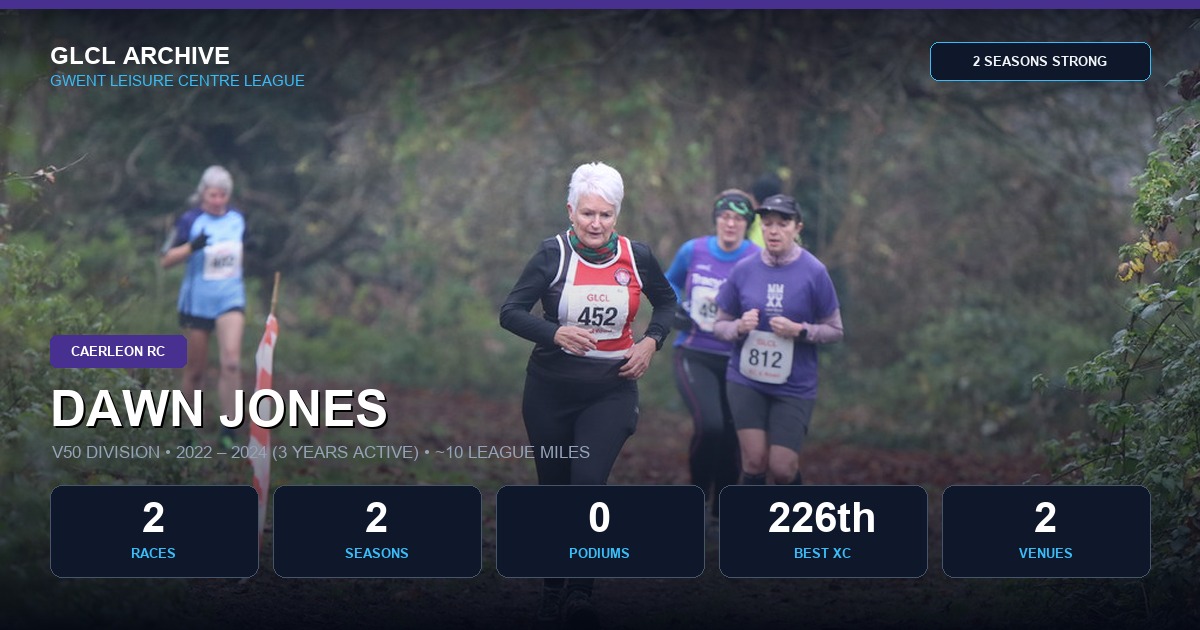 GLCL ARCHIVE
GWENT LEISURE CENTRE LEAGUE
2 SEASONS STRONG
GLCL
452
GLCL
812
CAERLEON RC
DAWN JONES
V50 DIVISION • 2022 – 2024 (3 YEARS ACTIVE) • ~10 LEAGUE MILES
2
RACES
2
SEASONS
0
PODIUMS
226th
BEST XC
2
VENUES